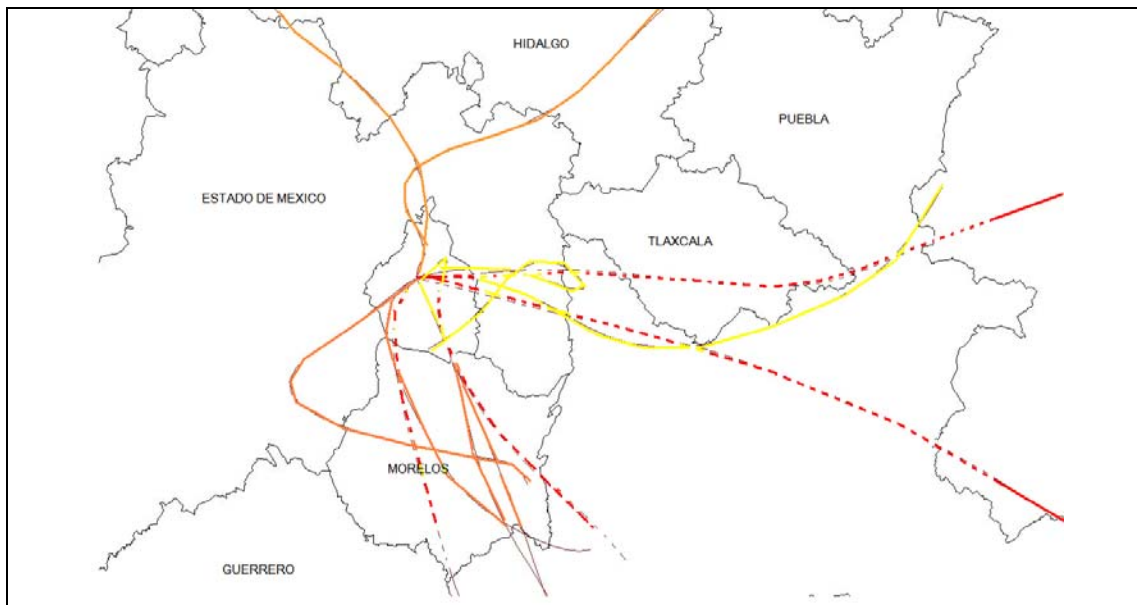 HIDALGO
PUEBLA
ESTADO DE MEXICO
TLAXCALA
MORELOS
GUERRERO